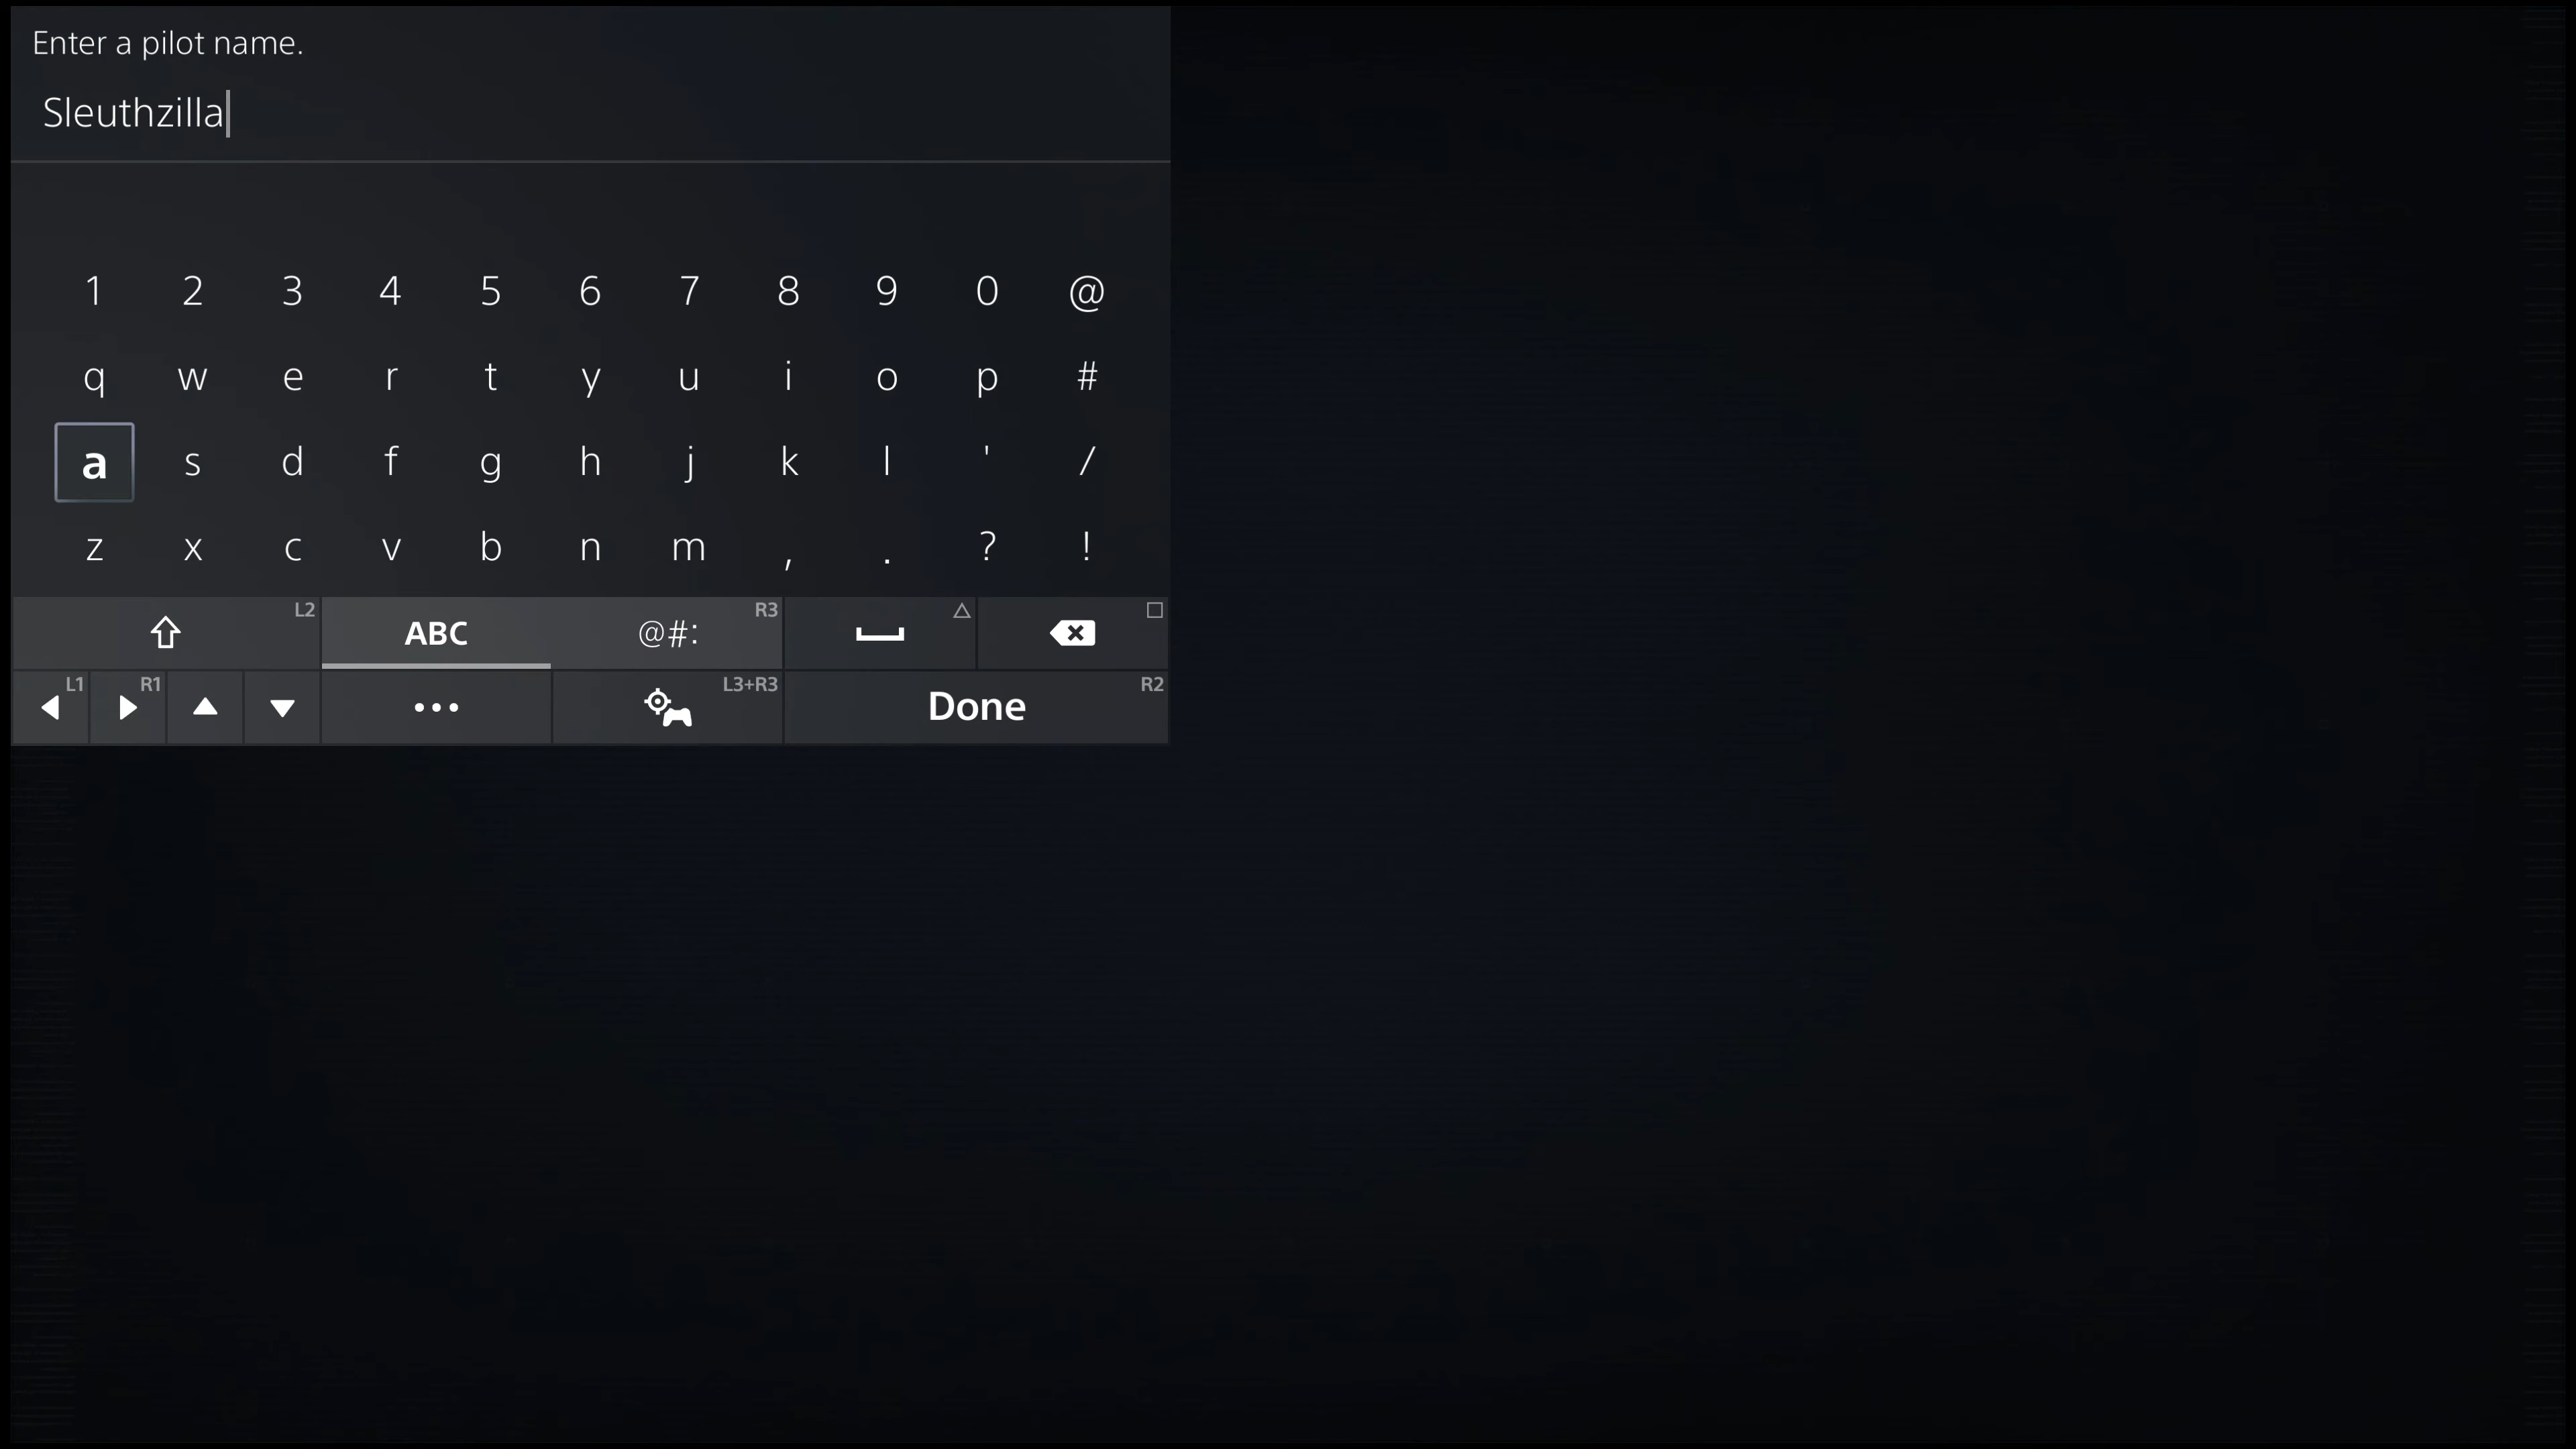 Enter a pilot name.
Sleuthzilla
1 2 3 4 5 6 7 8 9 0 @
q w e r t y u i o p #
a s d f g h j k l ' /
z x c v b n m , . ? !
L2 ABC @#: R3
L1 R1 ... L3+R3 Done R2